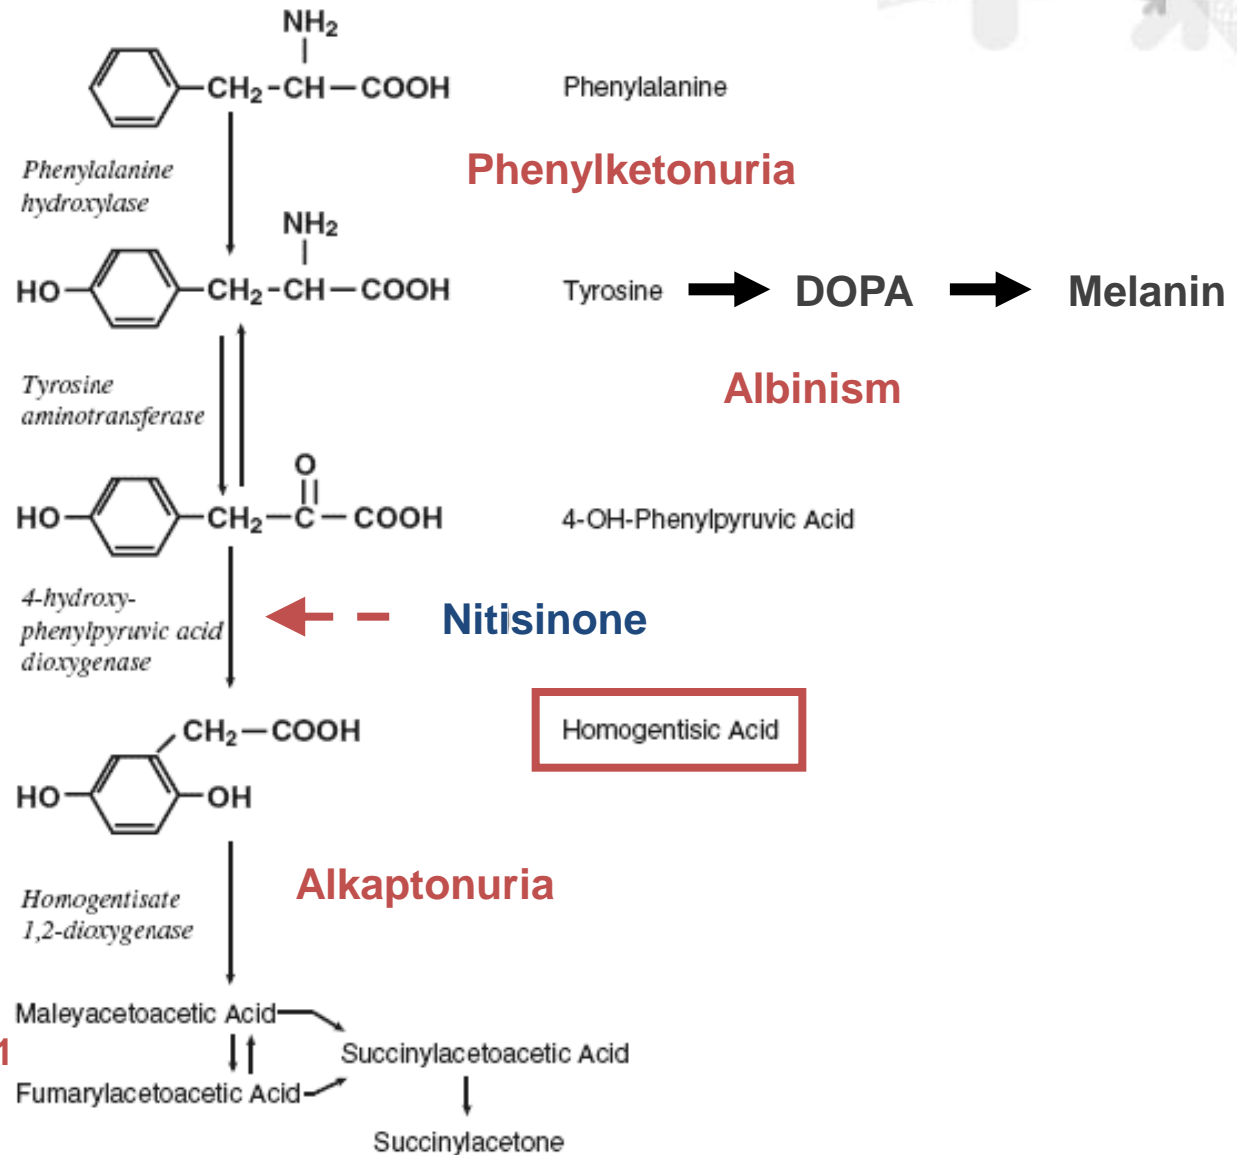 NH2
CH2-CH-COOH
Phenylalanine
Phenylalanine
hydroxylase
Phenylketonuria
NH2
HO
CH2-CH-COOH
Tyrosine
DOPA
Melanin
Tyrosine
aminotransferase
Albinism
O
HO
CH2-C-COOH
4-OH-Phenylpyruvic Acid
4-hydroxy-
phenylpyruvic acid
dioxygenase
Nitisinone
CH2-COOH
HO
OH
Homogentisic Acid
Homogentisate
1,2-dioxygenase
Alkaptonuria
Maleyacetoacetic Acid
1
Succinylacetoacetic Acid
Fumarylacetoacetic Acid
Succinylacetone